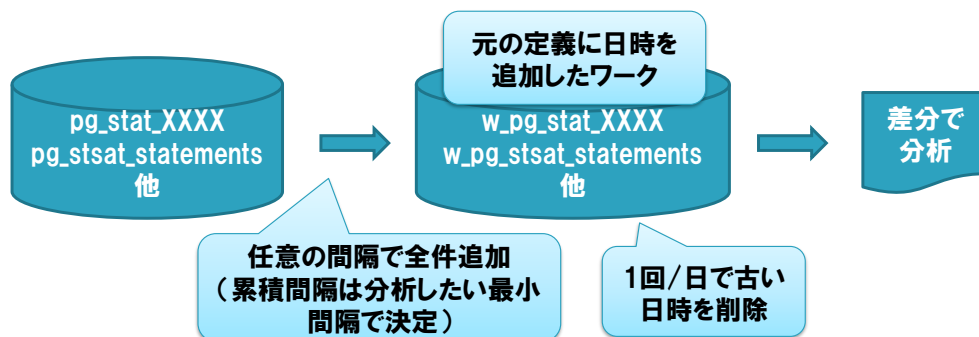 元の定義に日時を
追加したワーク
pg_stat_XXXX
pg_stsat_statements
他
w_pg_stat_XXXX
w_pg_stsat_statements
他
差分で
分析
任意の間隔で全件追加
（累積間隔は分析したい最小
間隔で決定）
1回/日で古い
日時を削除